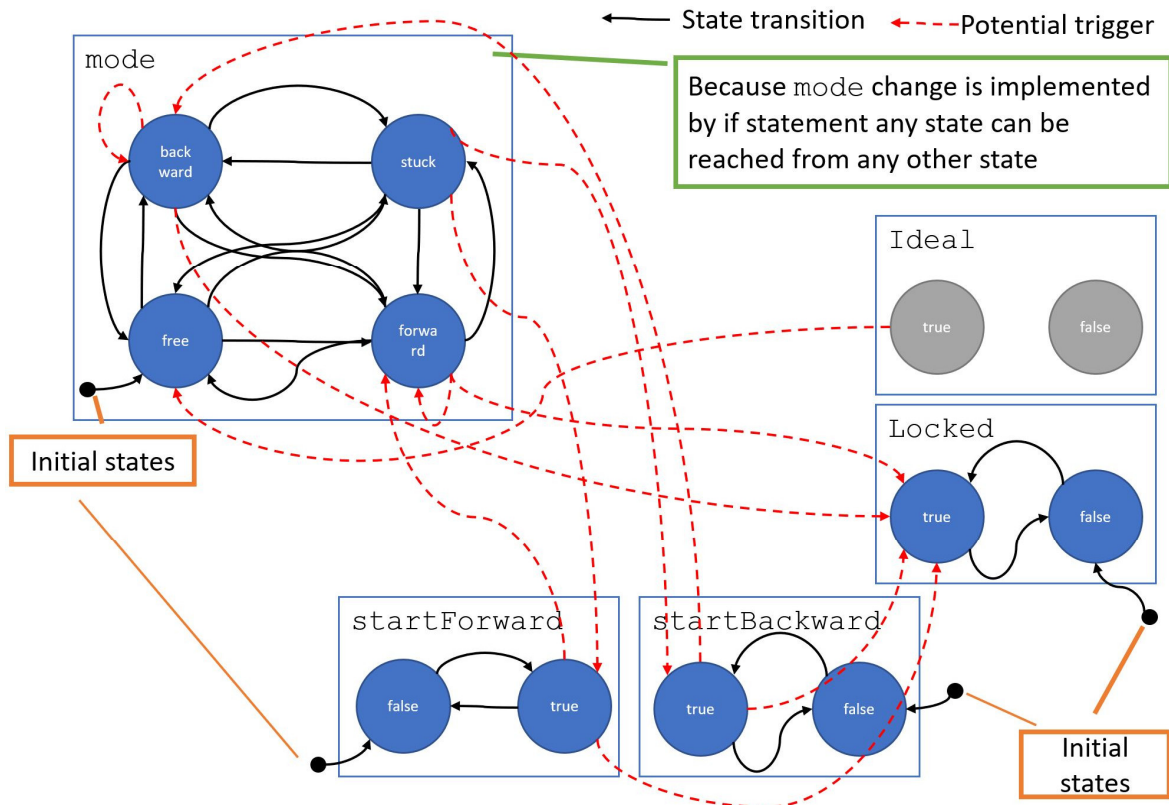 State transition
Potential trigger
mode
Because mode change is implemented
by if statement any state can be
reached from any other state
back
ward
stuck
free
forwa
rd
Ideal
true
false
Initial states
Locked
true
false
startForward
false
true
startBackward
true
false
Initial
states